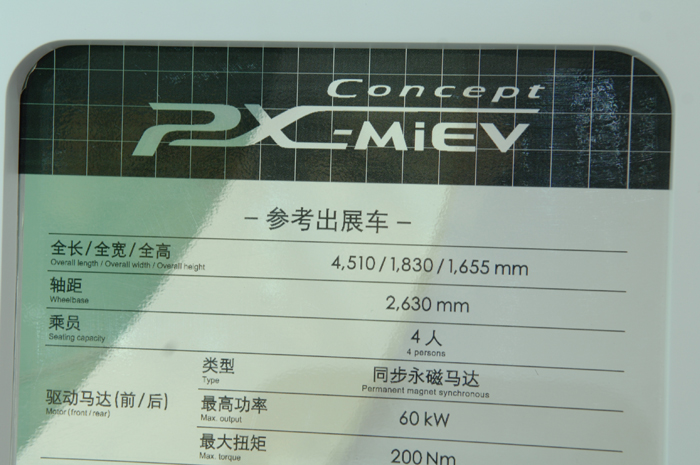 Concept
PX-MiEV
– 参考出展车 –
全长/全宽/全高 4,510/1,830/1,655 mm
Overall length / Overall width / Overall height
轴距 2,630 mm
Wheelbase
乘员 4 人
Seating capacity 4 persons
类型 同步永磁马达
Type Permanent magnet synchronous
驱动马达(前/后) 最高功率 60 kW
Motor (front / rear) Max. output
最大扭矩 200 Nm
Max. torque